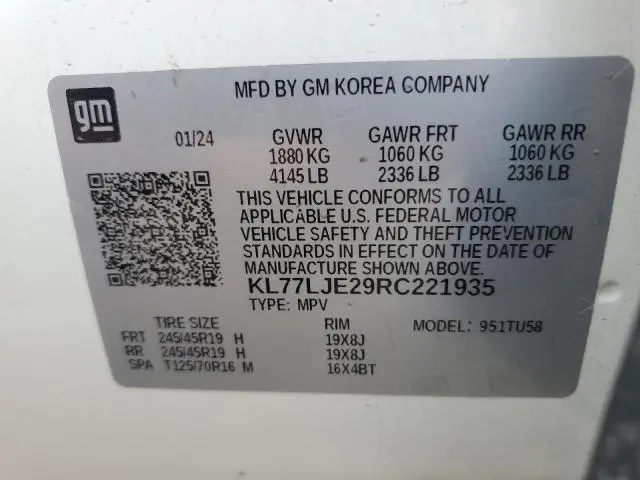 MFD BY GM KOREA COMPANY
gm
01/24 GVWR GAWR FRT GAWR RR
1880 KG 1060 KG 1060 KG
4145 LB 2336 LB 2336 LB
THIS VEHICLE CONFORMS TO ALL
APPLICABLE U.S. FEDERAL MOTOR
VEHICLE SAFETY AND THEFT PREVENTION
STANDARDS IN EFFECT ON THE DATE OF
MANUFACTURE SHOWN ABOVE.
KL77LJE29RC221935
TYPE: MPV
TIRE SIZE RIM MODEL: 951TU58
FRT 245/45R19 H 19X8J
RR 245/45R19 H 19X8J
SPA T125/70R16 M 16X4BT